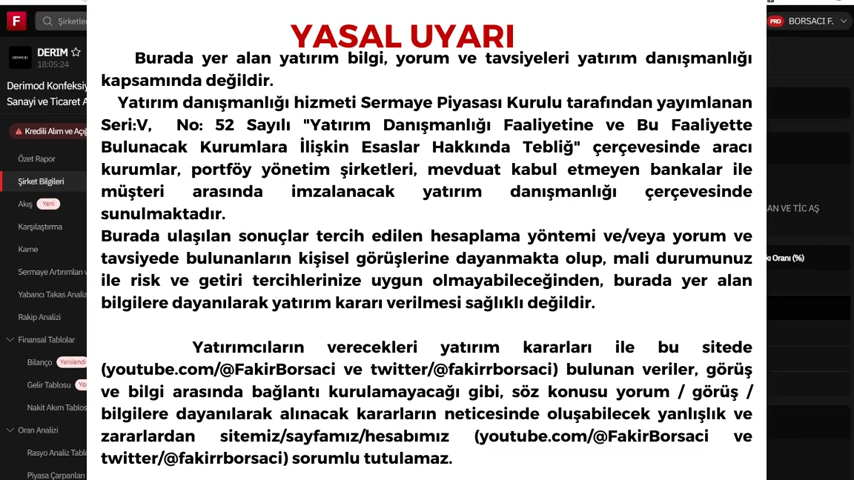 YASAL UYARI
Burada yer alan yatırım bilgi, yorum ve tavsiyeleri yatırım danışmanlığı
kapsamında değildir.
Yatırım danışmanlığı hizmeti Sermaye Piyasası Kurulu tarafından yayımlanan
Seri:V, No: 52 Sayılı "Yatırım Danışmanlığı Faaliyetine ve Bu Faaliyette
Bulunacak Kurumlara İlişkin Esaslar Hakkında Tebliğ" çerçevesinde aracı
kurumlar, portföy yönetim şirketleri, mevduat kabul etmeyen bankalar ile
müşteri arasında imzalanacak yatırım danışmanlığı çerçevesinde
sunulmaktadır.
Burada ulaşılan sonuçlar tercih edilen hesaplama yöntemi ve/veya yorum ve
tavsiyede bulunanların kişisel görüşlerine dayanmakta olup, mali durumunuz
ile risk ve getiri tercihlerinize uygun olmayabileceğinden, burada yer alan
bilgilere dayanılarak yatırım kararı verilmesi sağlıklı değildir.
Yatırımcıların verecekleri yatırım kararları ile bu sitede
(youtube.com/@FakirBorsaci ve twitter/@fakirrborsaci) bulunan veriler, görüş
ve bilgi arasında bağlantı kurulamayacağı gibi, söz konusu yorum / görüş /
bilgilere dayanılarak alınacak kararların neticesinde oluşabilecek yanlışlık ve
zararlardan sitemiz/sayfamız/hesabımız (youtube.com/@FakirBorsaci ve
twitter/@fakirrborsaci) sorumlu tutulamaz.
F
Şirketle
DERIM
18:05:24
Derimod Konfeksiy
Sanayi ve Ticaret A
Kredili Alım ve Açığ
Özet Rapor
Şirket Bilgileri
Akış Yeni
Karşılaştırma
Karne
Sermaye Artırımları v
Yabancı Takas Analiz
Rakip Analizi
Finansal Tablolar
Bilanço Yenilendi
Gelir Tablosu Ye
Nakit Akım Tablos
Oran Analizi
Rasyo Analiz Tabl
Piyasa Çarpanları
PRO BORSACI F.
AN VE TİC AŞ
kı Oranı (%)